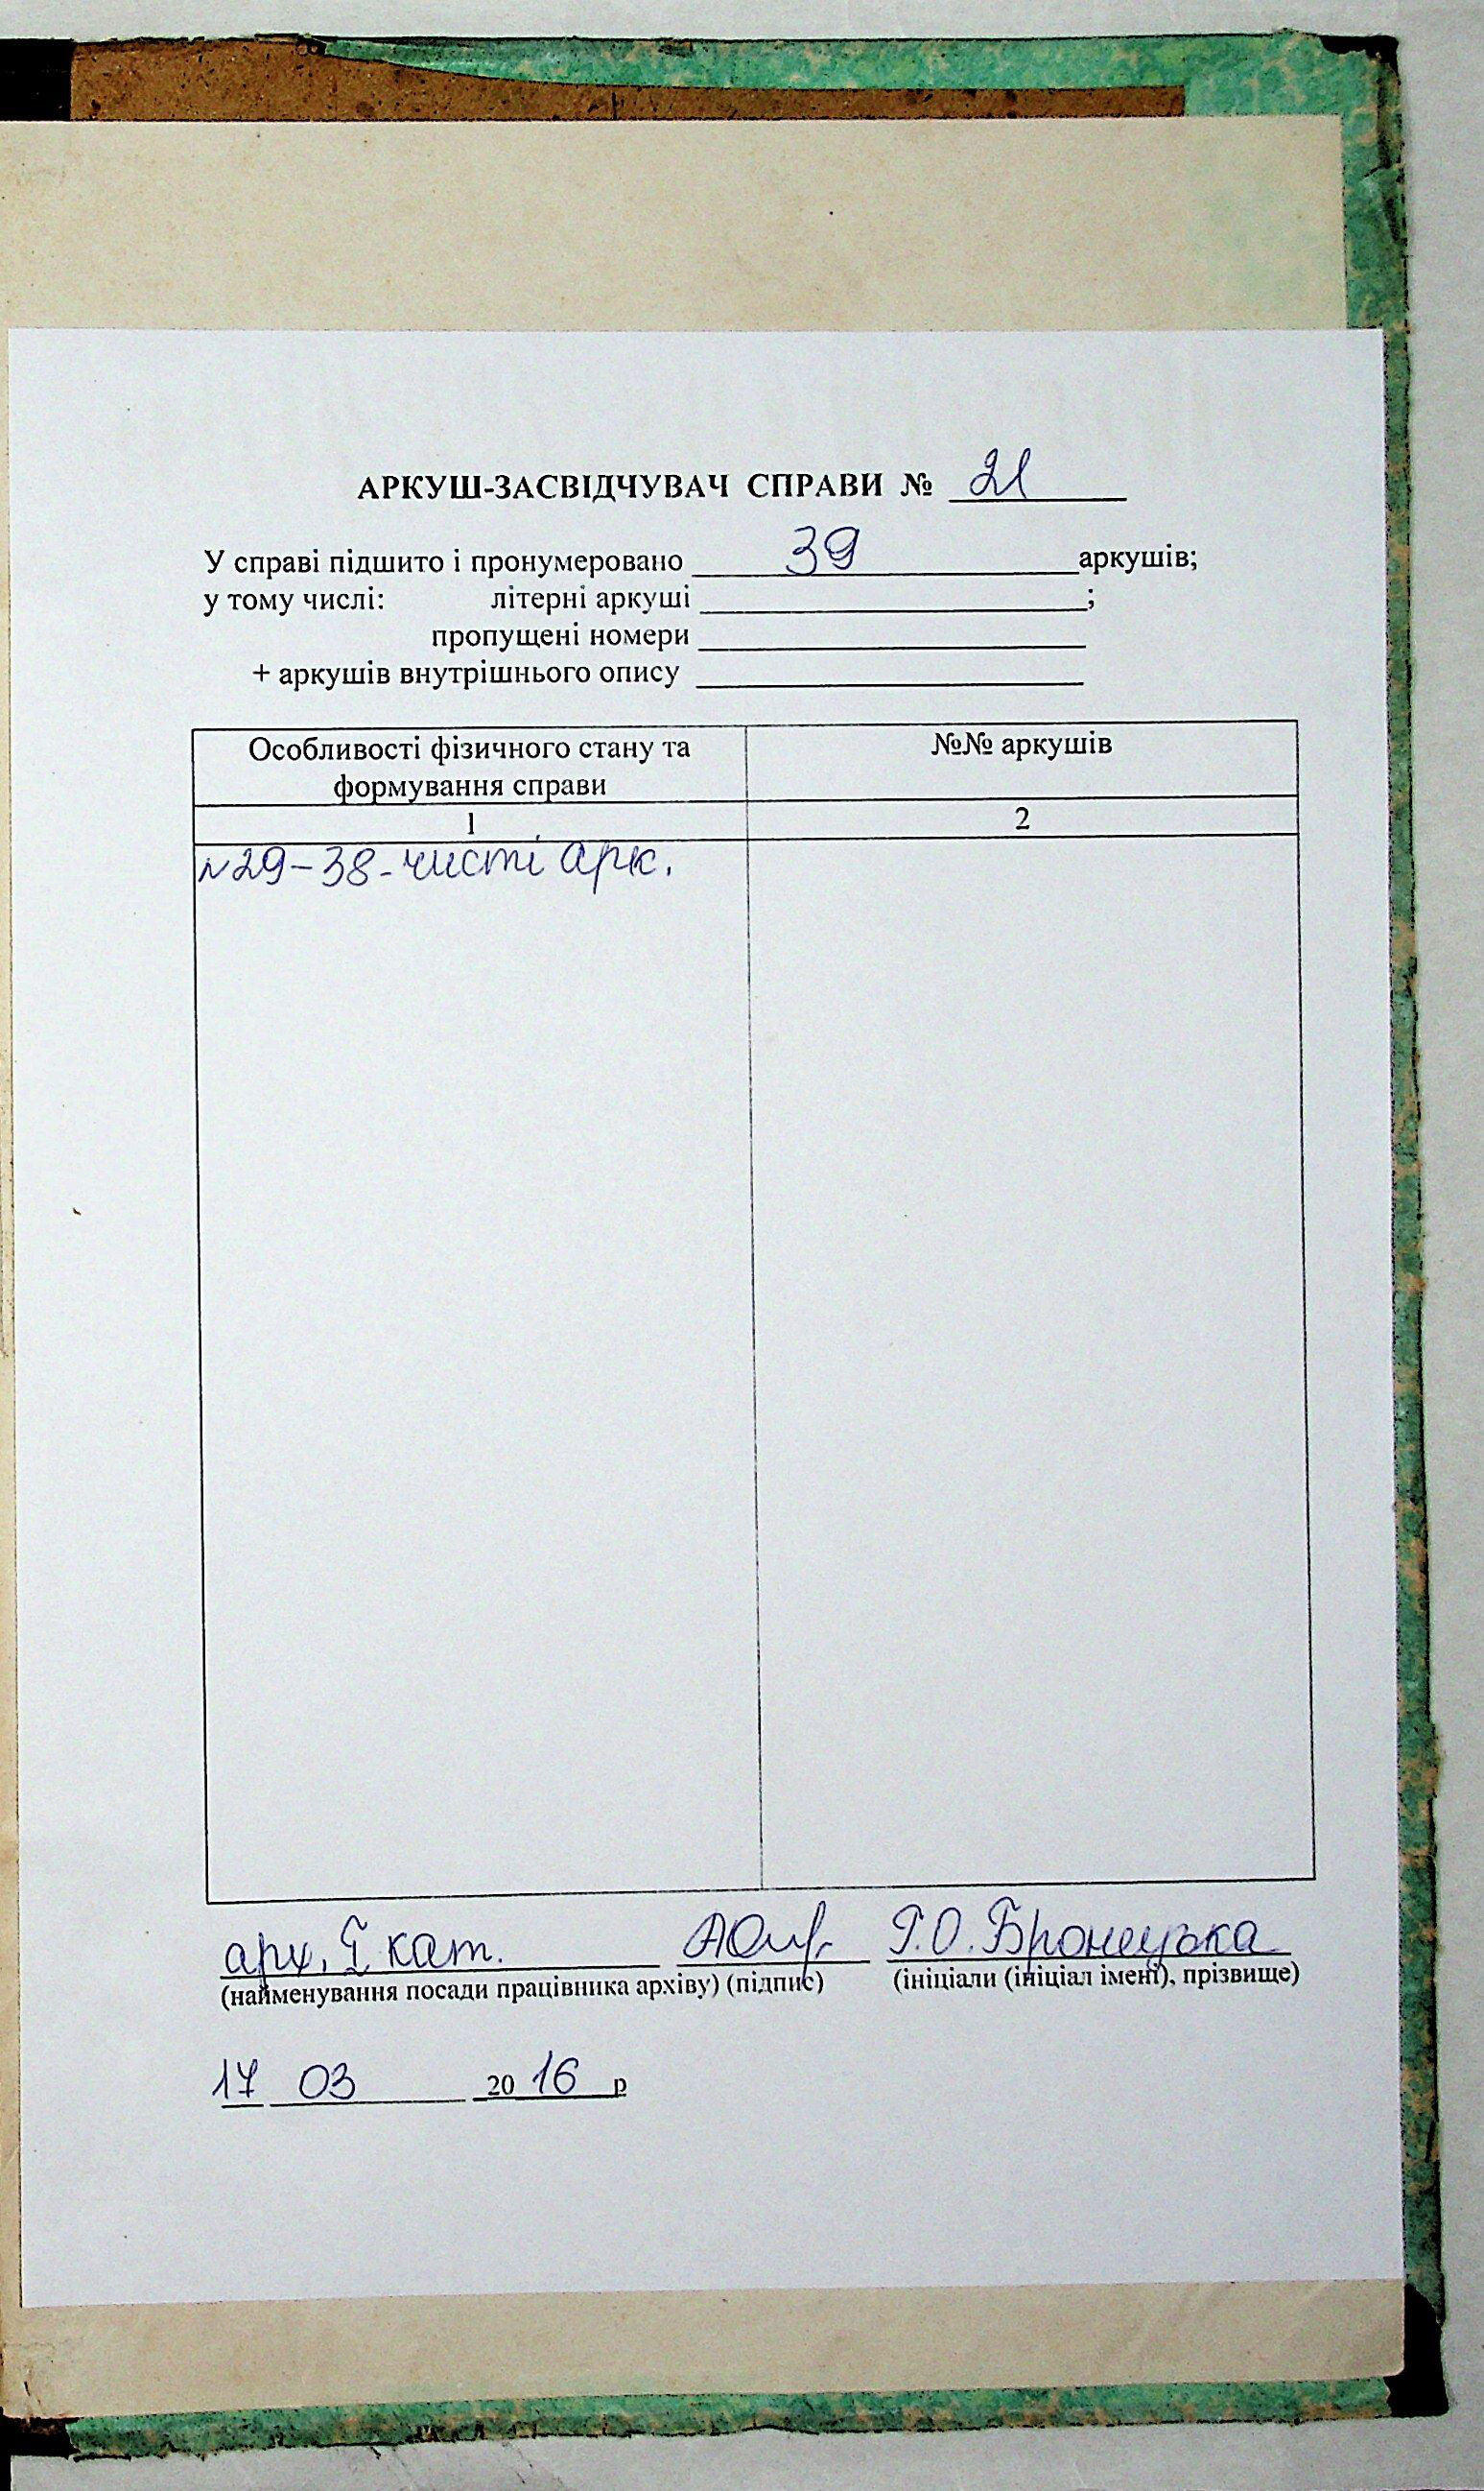 АРКУШ-ЗАСВІДЧУВАЧ СПРАВИ № 21
У справі підшито і пронумеровано 39 аркушів;
у тому числі: літерні аркуші ;
пропущені номери
+ аркушів внутрішнього опису
Особливості фізичного стану та формування справи
№№ аркушів
1 2
№29-38-чисті арк.
арх. І кат. Г.О. Бронецька
(найменування посади працівника архіву) (підпис) (ініціали (ініціал імені), прізвище)
17 03 2016 р